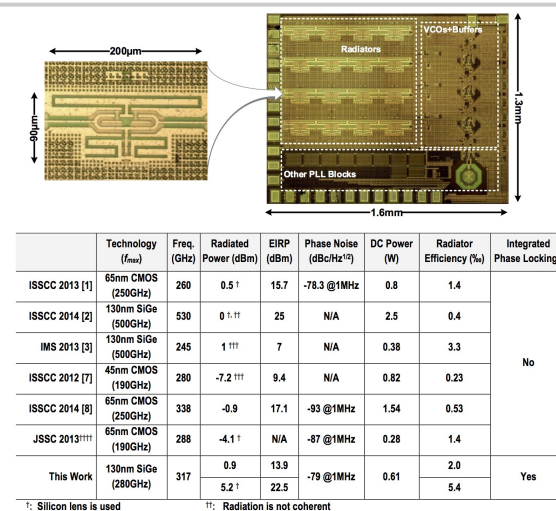 200µm
90µm
Radiators
VCOs+Buffers
Other PLL Blocks
1.3mm
1.6mm
Technology (fmax) Freq. (GHz) Radiated Power (dBm) EIRP (dBm) Phase Noise (dBc/Hz1/2) DC Power (W) Radiator Efficiency (‰) Integrated Phase Locking
ISSCC 2013 [1] 65nm CMOS (250GHz) 260 0.5 † 15.7 -78.3 @1MHz 0.8 1.4
ISSCC 2014 [2] 130nm SiGe (500GHz) 530 0 †, †† 25 N/A 2.5 0.4
IMS 2013 [3] 130nm SiGe (500GHz) 245 1 ††† 7 N/A 0.38 3.3
ISSCC 2012 [7] 45nm CMOS (190GHz) 280 -7.2 ††† 9.4 N/A 0.82 0.23
ISSCC 2014 [8] 65nm CMOS (250GHz) 338 -0.9 17.1 -93 @1MHz 1.54 0.53
JSSC 2013†††† 65nm CMOS (190GHz) 288 -4.1 † N/A -87 @1MHz 0.28 1.4
No
This Work 130nm SiGe (280GHz) 317 0.9 13.9 -79 @1MHz 0.61 2.0 Yes
5.2 † 22.5 5.4
†: Silicon lens is used ††: Radiation is not coherent